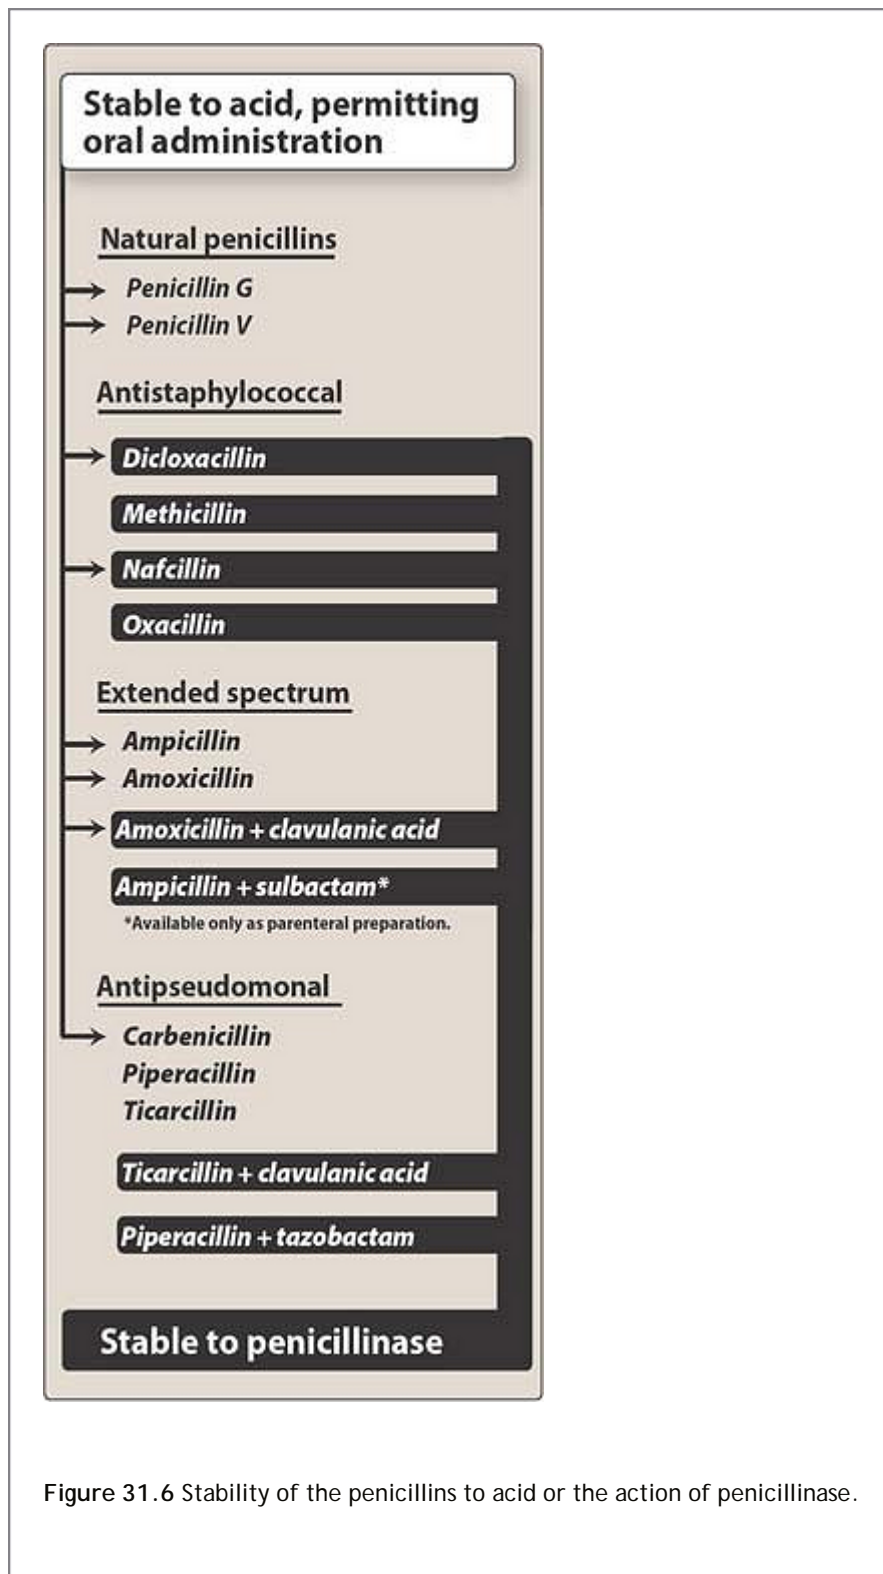 Stable to acid, permitting
oral administration
Natural penicillins
Penicillin G
Penicillin V
Antistaphylococcal
Dicloxacillin
Methicillin
Nafcillin
Oxacillin
Extended spectrum
Ampicillin
Amoxicillin
Amoxicillin + clavulanic acid
Ampicillin + sulbactam*
*Available only as parenteral preparation.
Antipseudomonal
Carbenicillin
Piperacillin
Ticarcillin
Ticarcillin + clavulanic acid
Piperacillin + tazobactam
Stable to penicillinase
Figure 31.6 Stability of the penicillins to acid or the action of penicillinase.